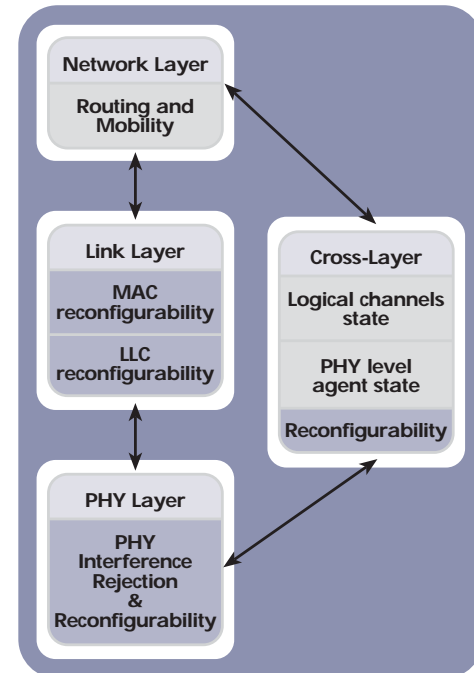 Network Layer
Routing and
Mobility
Link Layer
MAC
reconfigurability
LLC
reconfigurability
PHY Layer
PHY
Interference
Rejection
&
Reconfigurability
Cross-Layer
Logical channels
state
PHY level
agent state
Reconfigurability